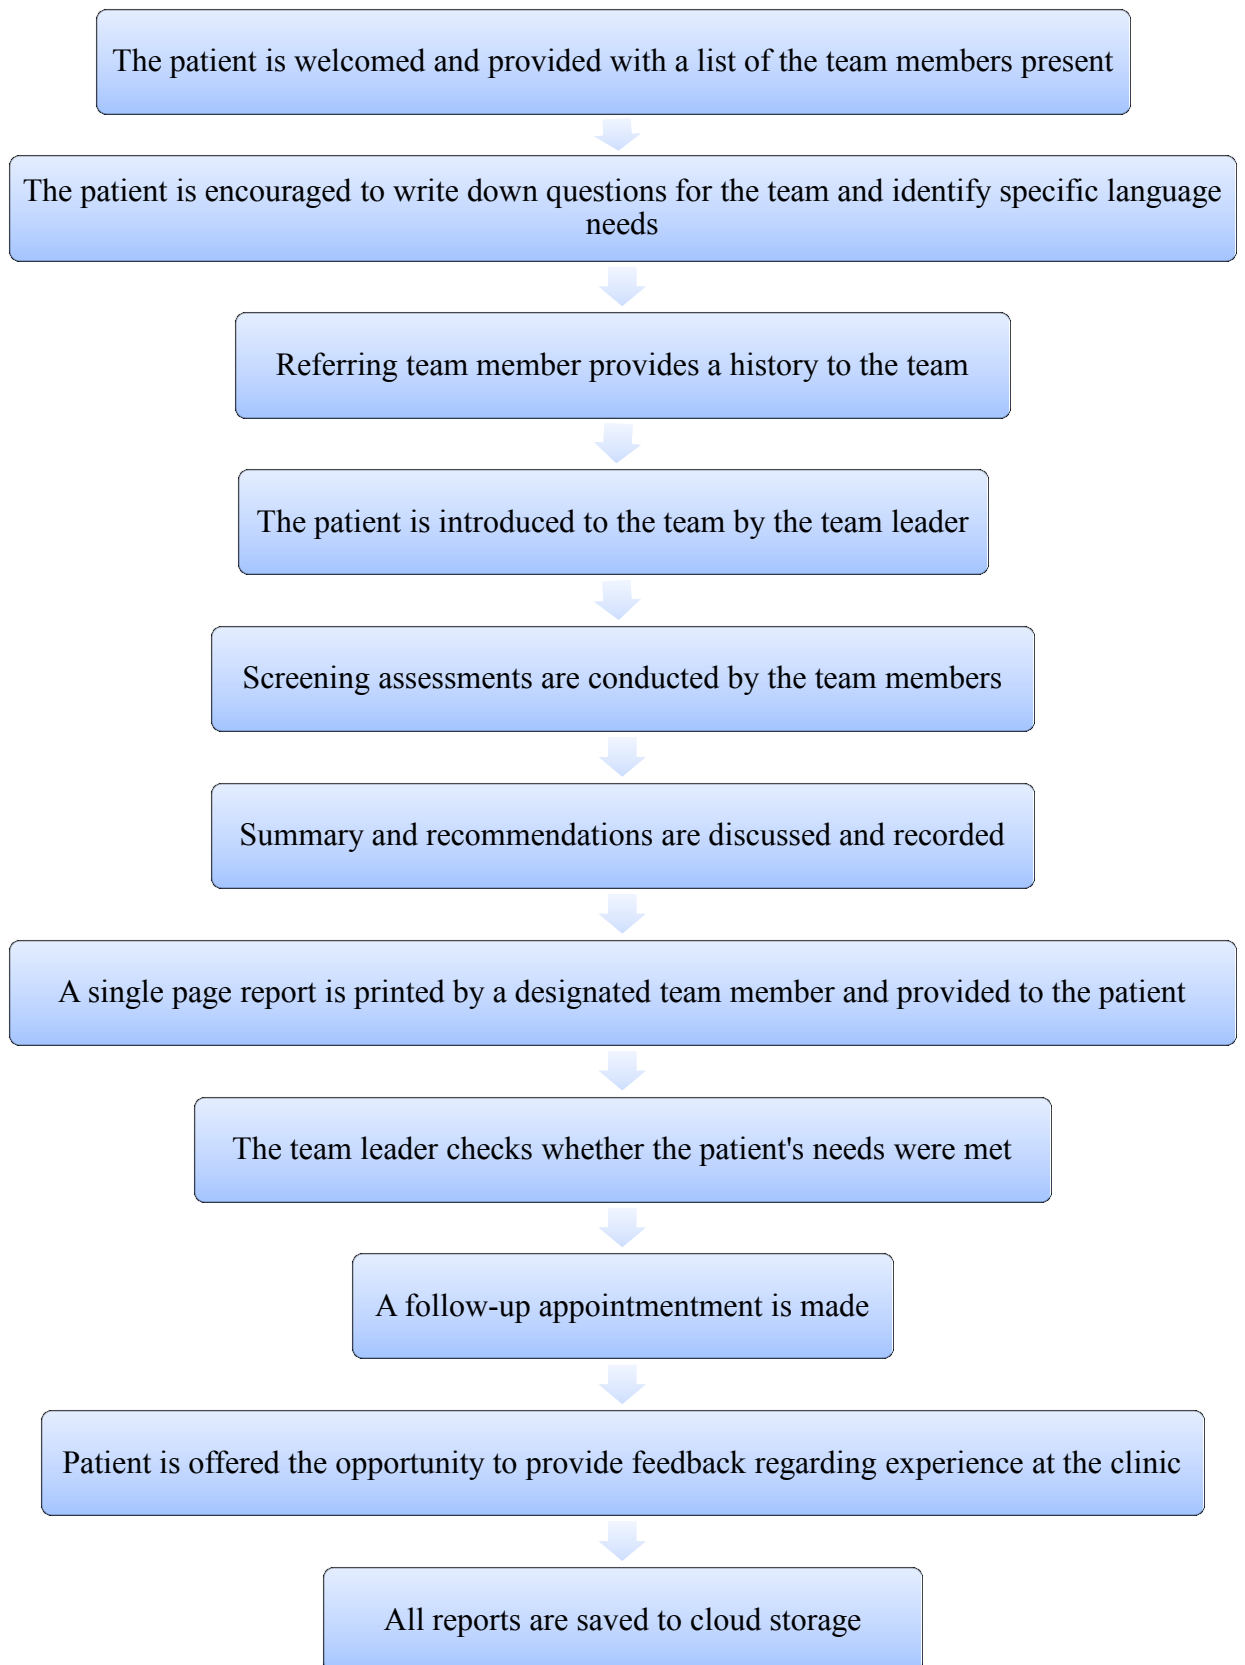 The patient is welcomed and provided with a list of the team members present
The patient is encouraged to write down questions for the team and identify specific language
needs
Referring team member provides a history to the team
The patient is introduced to the team by the team leader
Screening assessments are conducted by the team members
Summary and recommendations are discussed and recorded
A single page report is printed by a designated team member and provided to the patient
The team leader checks whether the patient's needs were met
A follow-up appointmentment is made
Patient is offered the opportunity to provide feedback regarding experience at the clinic
All reports are saved to cloud storage